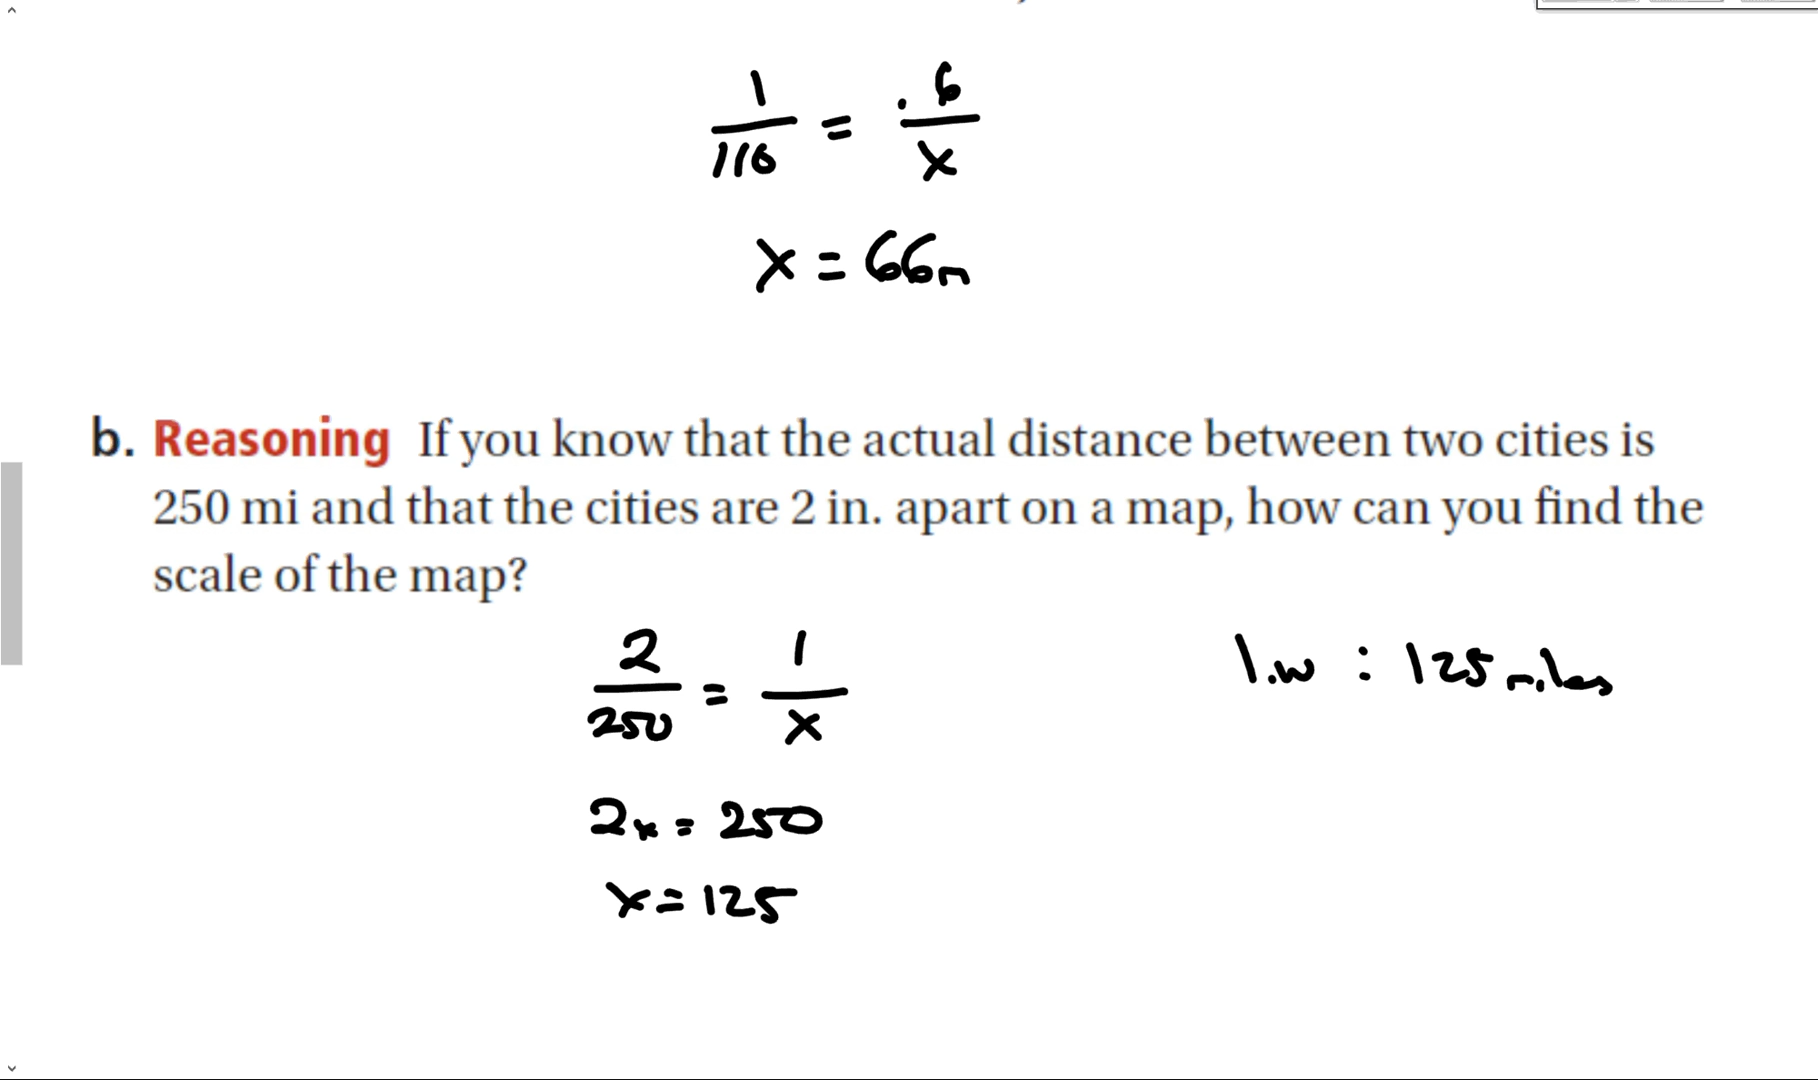 1/110 = .6/x
x = 66m
b. Reasoning If you know that the actual distance between two cities is
250 mi and that the cities are 2 in. apart on a map, how can you find the
scale of the map?
2/250 = 1/x
1 in : 125 miles
2x = 250
x = 125